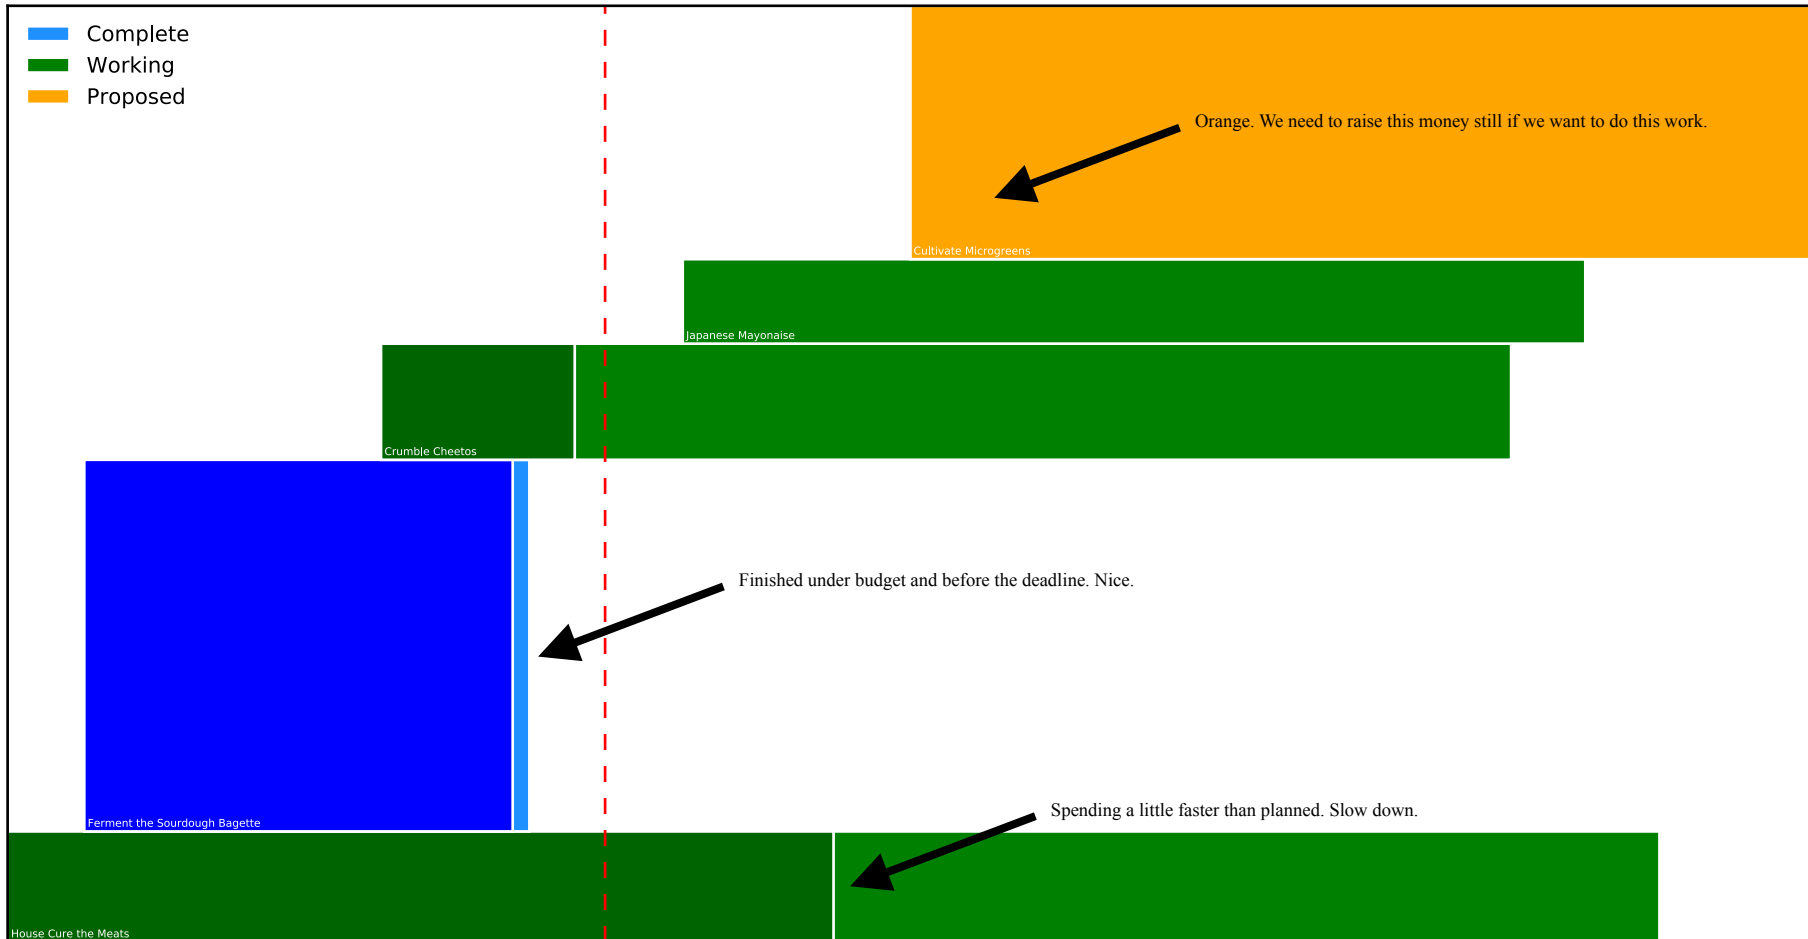 Complete
Working
Proposed
Orange. We need to raise this money still if we want to do this work.
Cultivate Microgreens
Japanese Mayonaise
Crumble Cheetos
Finished under budget and before the deadline. Nice.
Ferment the Sourdough Bagette
Spending a little faster than planned. Slow down.
House Cure the Meats